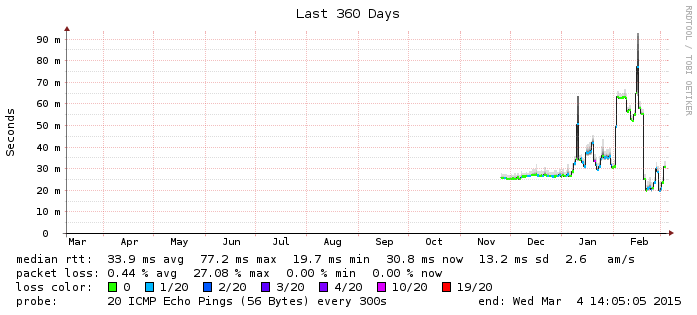 Last 360 Days
RRDTOOL / TOBI OETIKER
Seconds
90 m
80 m
70 m
60 m
50 m
40 m
30 m
20 m
10 m
0
Mar Apr May Jun Jul Aug Sep Oct Nov Dec Jan Feb
median rtt: 33.9 ms avg 77.2 ms max 19.7 ms min 30.8 ms now 13.2 ms sd 2.6 am/s
packet loss: 0.44 % avg 27.08 % max 0.00 % min 0.00 % now
loss color: 0 1/20 2/20 3/20 4/20 10/20 19/20
probe: 20 ICMP Echo Pings (56 Bytes) every 300s end: Wed Mar 4 14:05:05 2015